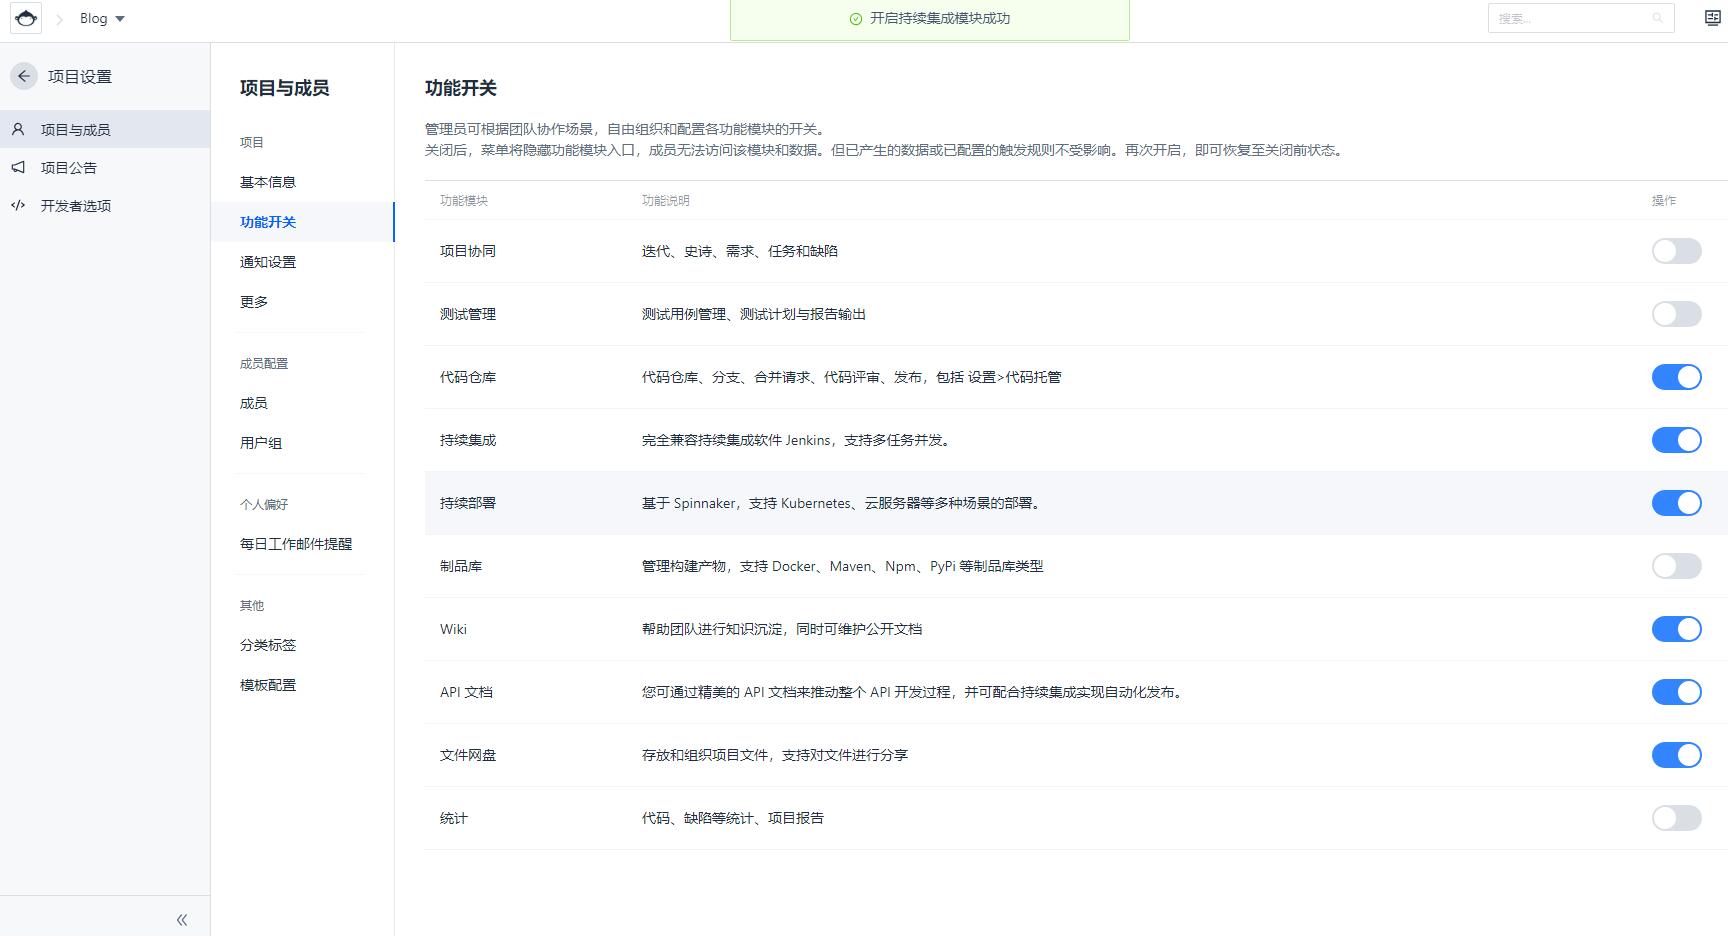 Blog
开启持续集成模块成功
搜索...
项目设置
项目与成员
项目公告
开发者选项
项目与成员
项目
基本信息
功能开关
通知设置
更多
成员配置
成员
用户组
个人偏好
每日工作邮件提醒
其他
分类标签
模板配置
功能开关
管理员可根据团队协作场景，自由组织和配置各功能模块的开关。
关闭后，菜单将隐藏功能模块入口，成员无法访问该模块和数据。但已产生的数据或已配置的触发规则不受影响。再次开启，即可恢复至关闭前状态。
功能模块 功能说明 操作
项目协同 迭代、史诗、需求、任务和缺陷
测试管理 测试用例管理、测试计划与报告输出
代码仓库 代码仓库、分支、合并请求、代码评审、发布，包括 设置>代码托管
持续集成 完全兼容持续集成软件 Jenkins，支持多任务并发。
持续部署 基于 Spinnaker，支持 Kubernetes、云服务器等多种场景的部署。
制品库 管理构建产物，支持 Docker、Maven、Npm、PyPi 等制品库类型
Wiki 帮助团队进行知识沉淀，同时可维护公开文档
API 文档 您可通过精美的 API 文档来推动整个 API 开发过程，并可配合持续集成实现自动化发布。
文件网盘 存放和组织项目文件，支持对文件进行分享
统计 代码、缺陷等统计、项目报告